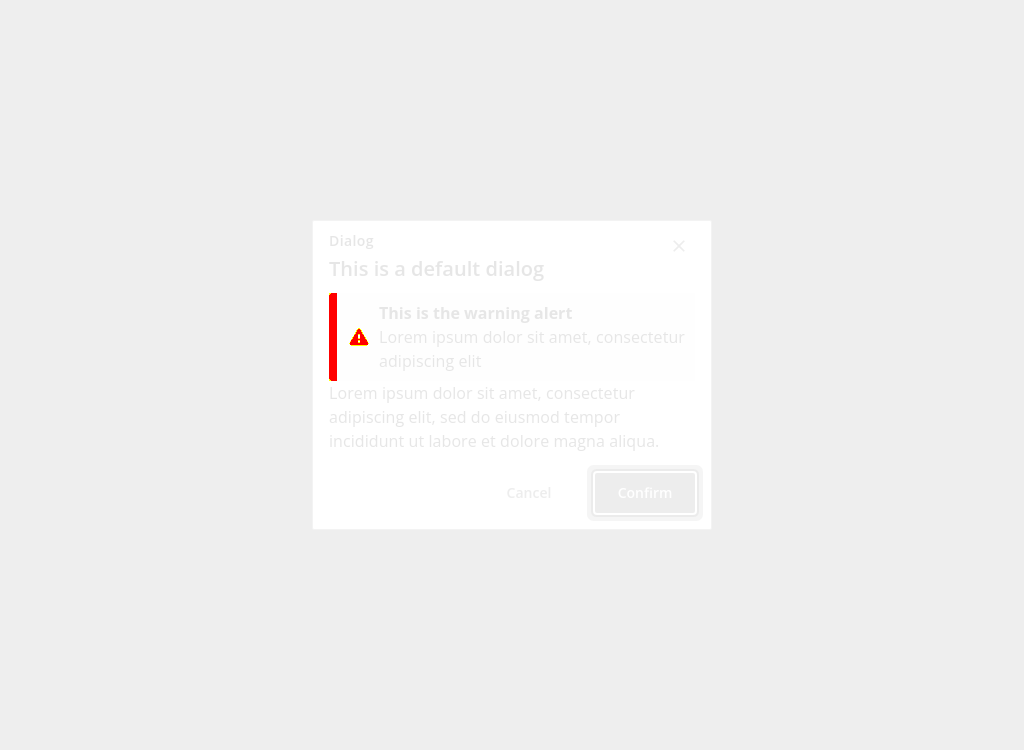 Dialog
This is a default dialog
This is the warning alert
Lorem ipsum dolor sit amet, consectetur
adipiscing elit
Lorem ipsum dolor sit amet, consectetur
adipiscing elit, sed do eiusmod tempor
incididunt ut labore et dolore magna aliqua.
Cancel Confirm